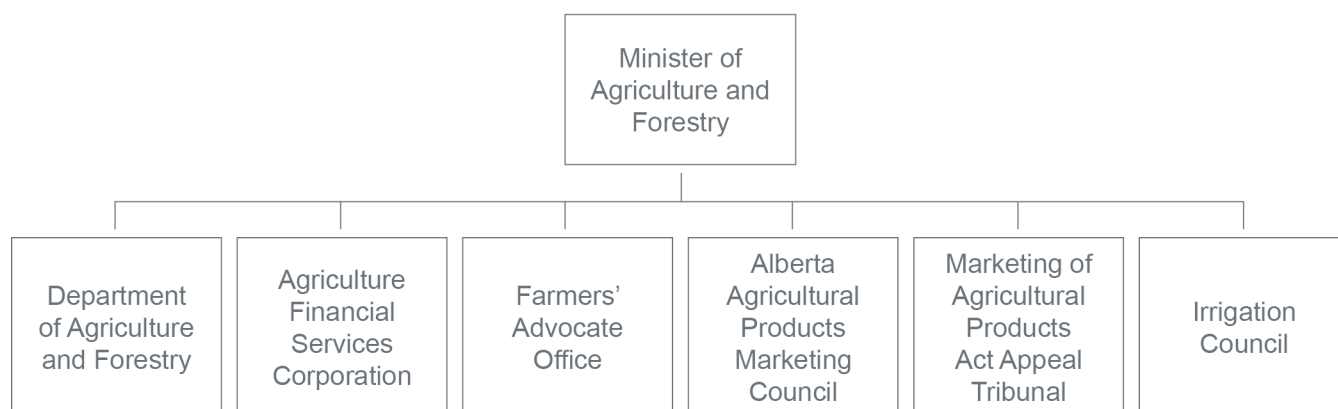 Minister of
Agriculture and
Forestry
Department
of Agriculture
and Forestry
Agriculture
Financial
Services
Corporation
Farmers’
Advocate
Office
Alberta
Agricultural
Products
Marketing
Council
Marketing of
Agricultural
Products
Act Appeal
Tribunal
Irrigation
Council